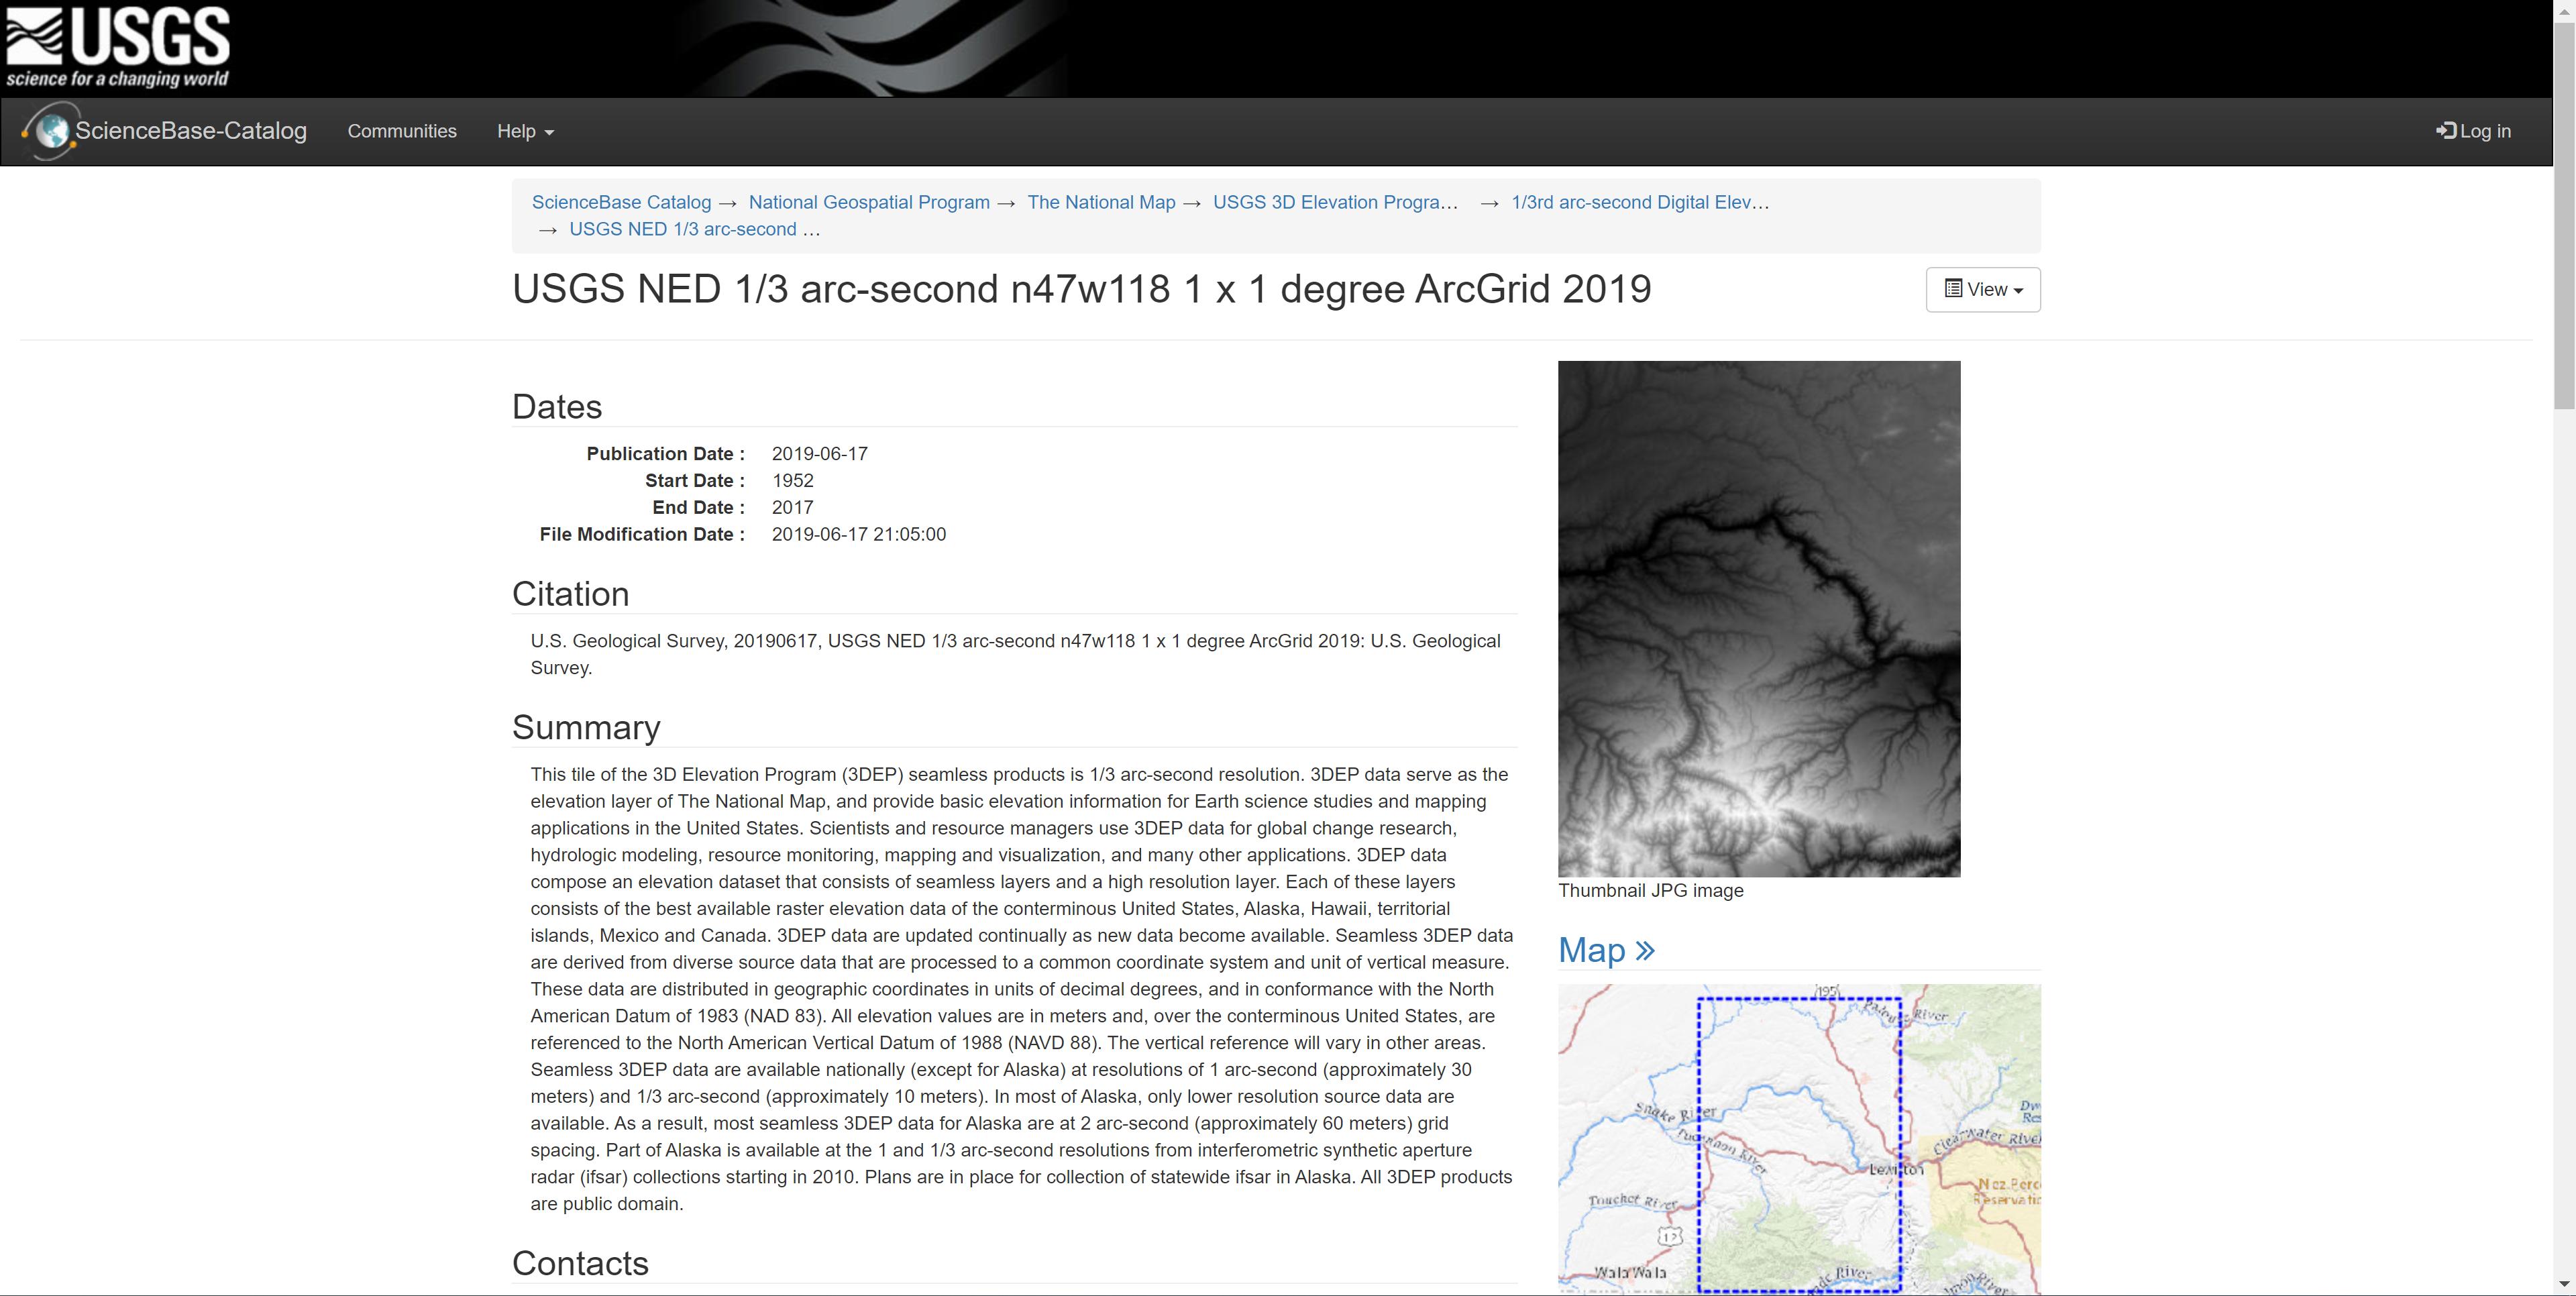 USGS
science for a changing world
ScienceBase-Catalog
Communities
Help
Log in
ScienceBase Catalog → National Geospatial Program → The National Map → USGS 3D Elevation Progra... → 1/3rd arc-second Digital Elev...
→ USGS NED 1/3 arc-second ...
USGS NED 1/3 arc-second n47w118 1 x 1 degree ArcGrid 2019
View
Dates
Publication Date : 2019-06-17
Start Date : 1952
End Date : 2017
File Modification Date : 2019-06-17 21:05:00
Citation
U.S. Geological Survey, 20190617, USGS NED 1/3 arc-second n47w118 1 x 1 degree ArcGrid 2019: U.S. Geological
Survey.
Summary
This tile of the 3D Elevation Program (3DEP) seamless products is 1/3 arc-second resolution. 3DEP data serve as the
elevation layer of The National Map, and provide basic elevation information for Earth science studies and mapping
applications in the United States. Scientists and resource managers use 3DEP data for global change research,
hydrologic modeling, resource monitoring, mapping and visualization, and many other applications. 3DEP data
compose an elevation dataset that consists of seamless layers and a high resolution layer. Each of these layers
consists of the best available raster elevation data of the conterminous United States, Alaska, Hawaii, territorial
islands, Mexico and Canada. 3DEP data are updated continually as new data become available. Seamless 3DEP data
are derived from diverse source data that are processed to a common coordinate system and unit of vertical measure.
These data are distributed in geographic coordinates in units of decimal degrees, and in conformance with the North
American Datum of 1983 (NAD 83). All elevation values are in meters and, over the conterminous United States, are
referenced to the North American Vertical Datum of 1988 (NAVD 88). The vertical reference will vary in other areas.
Seamless 3DEP data are available nationally (except for Alaska) at resolutions of 1 arc-second (approximately 30
meters) and 1/3 arc-second (approximately 10 meters). In most of Alaska, only lower resolution source data are
available. As a result, most seamless 3DEP data for Alaska are at 2 arc-second (approximately 60 meters) grid
spacing. Part of Alaska is available at the 1 and 1/3 arc-second resolutions from interferometric synthetic aperture
radar (ifsar) collections starting in 2010. Plans are in place for collection of statewide ifsar in Alaska. All 3DEP products
are public domain.
Contacts
Thumbnail JPG image
Map »
195
Palouse River
Snake River
Tucannon River
Clearwater River
Lewiston
Nez Perc
Reservatio
Touchet River
12
Walla Walla
River